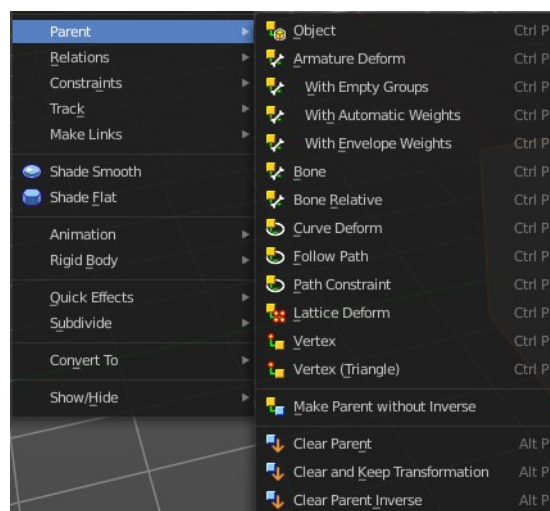 Parent
Relations
Constraints
Track
Make Links
Shade Smooth
Shade Flat
Animation
Rigid Body
Quick Effects
Subdivide
Convert To
Show/Hide
Object Ctrl P
Armature Deform Ctrl P
With Empty Groups Ctrl P
With Automatic Weights Ctrl P
With Envelope Weights Ctrl P
Bone Ctrl P
Bone Relative Ctrl P
Curve Deform Ctrl P
Follow Path Ctrl P
Path Constraint Ctrl P
Lattice Deform Ctrl P
Vertex Ctrl P
Vertex (Triangle) Ctrl P
Make Parent without Inverse
Clear Parent Alt P
Clear and Keep Transformation Alt P
Clear Parent Inverse Alt P